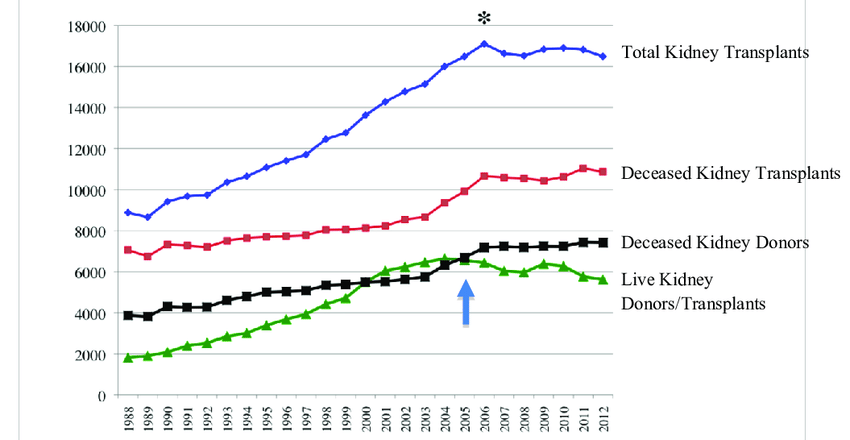 *
18000
16000
14000
12000
10000
8000
6000
4000
2000
0
Total Kidney Transplants
Deceased Kidney Transplants
Deceased Kidney Donors
Live Kidney
Donors/Transplants
1988 1989 1990 1991 1992 1993 1994 1995 1996 1997 1998 1999 2000 2001 2002 2003 2004 2005 2006 2007 2008 2009 2010 2011 2012